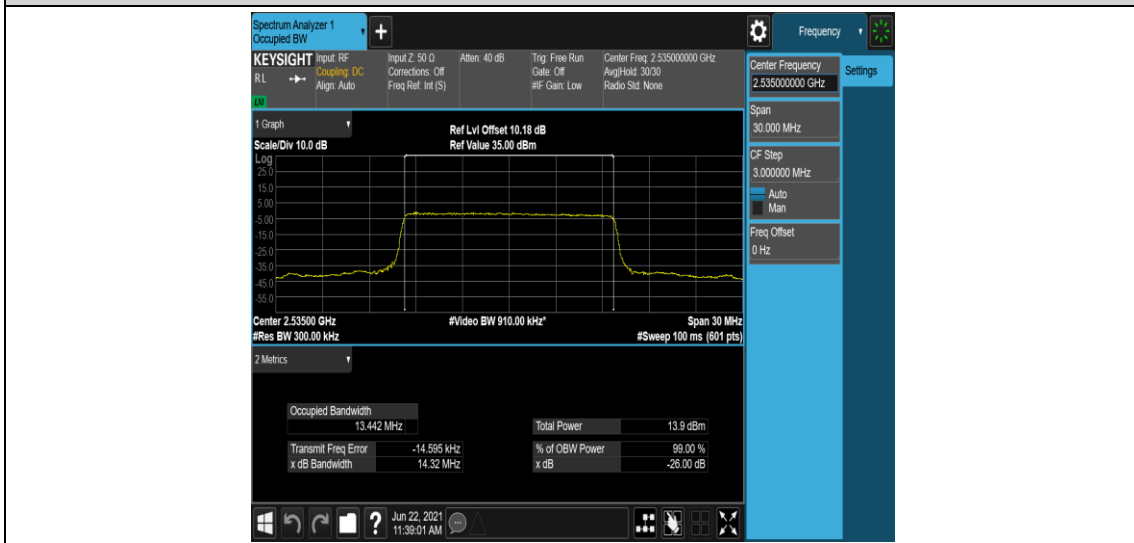 Spectrum Analyzer 1
Occupied BW
+
Frequency
KEYSIGHT
RL
Input: RF
Coupling: DC
Align: Auto
Input Z: 50 Ω
Corrections: Off
Freq Ref: Int (S)
Atten: 40 dB
Trig: Free Run
Gate: Off
#IF Gain: Low
Center Freq: 2.535000000 GHz
Avg|Hold: 30/30
Radio Std: None
Center Frequency
2.535000000 GHz
Settings
Span
30.000 MHz
CF Step
3.000000 MHz
Auto
Man
Freq Offset
0 Hz
1 Graph
Ref Lvl Offset 10.18 dB
Scale/Div 10.0 dB
Ref Value 35.00 dBm
Log
25.0
15.0
5.00
-5.00
-15.0
-25.0
-35.0
-45.0
-55.0
Center 2.53500 GHz
#Video BW 910.00 kHz*
Span 30 MHz
#Res BW 300.00 kHz
#Sweep 100 ms (601 pts)
2 Metrics
Occupied Bandwidth
13.442 MHz
Total Power 13.9 dBm
Transmit Freq Error -14.595 kHz
% of OBW Power 99.00 %
x dB Bandwidth 14.32 MHz
x dB -26.00 dB
?
Jun 22, 2021
11:39:01 AM